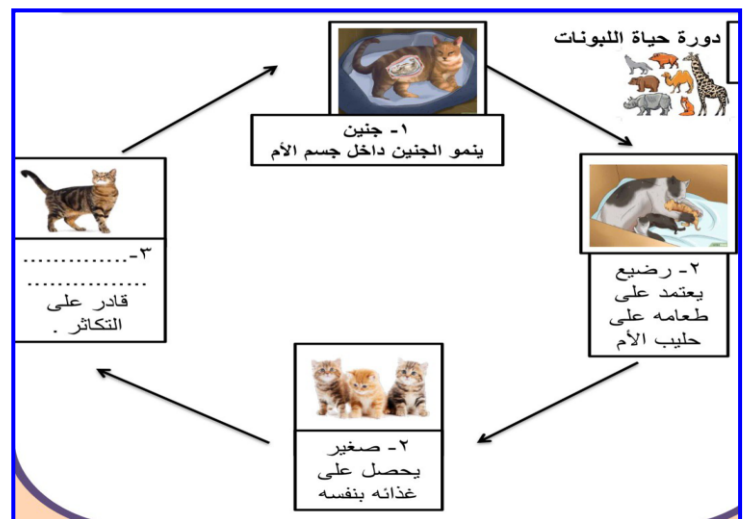 دورة حياة اللبونات
١- جنين
ينمو الجنين داخل جسم الأم
٢- رضيع
يعتمد على
طعامه على
حليب الأم
٢- صغير
يحصل على
غذائه بنفسه
٣-..............
................
قادر على
التكاثر .